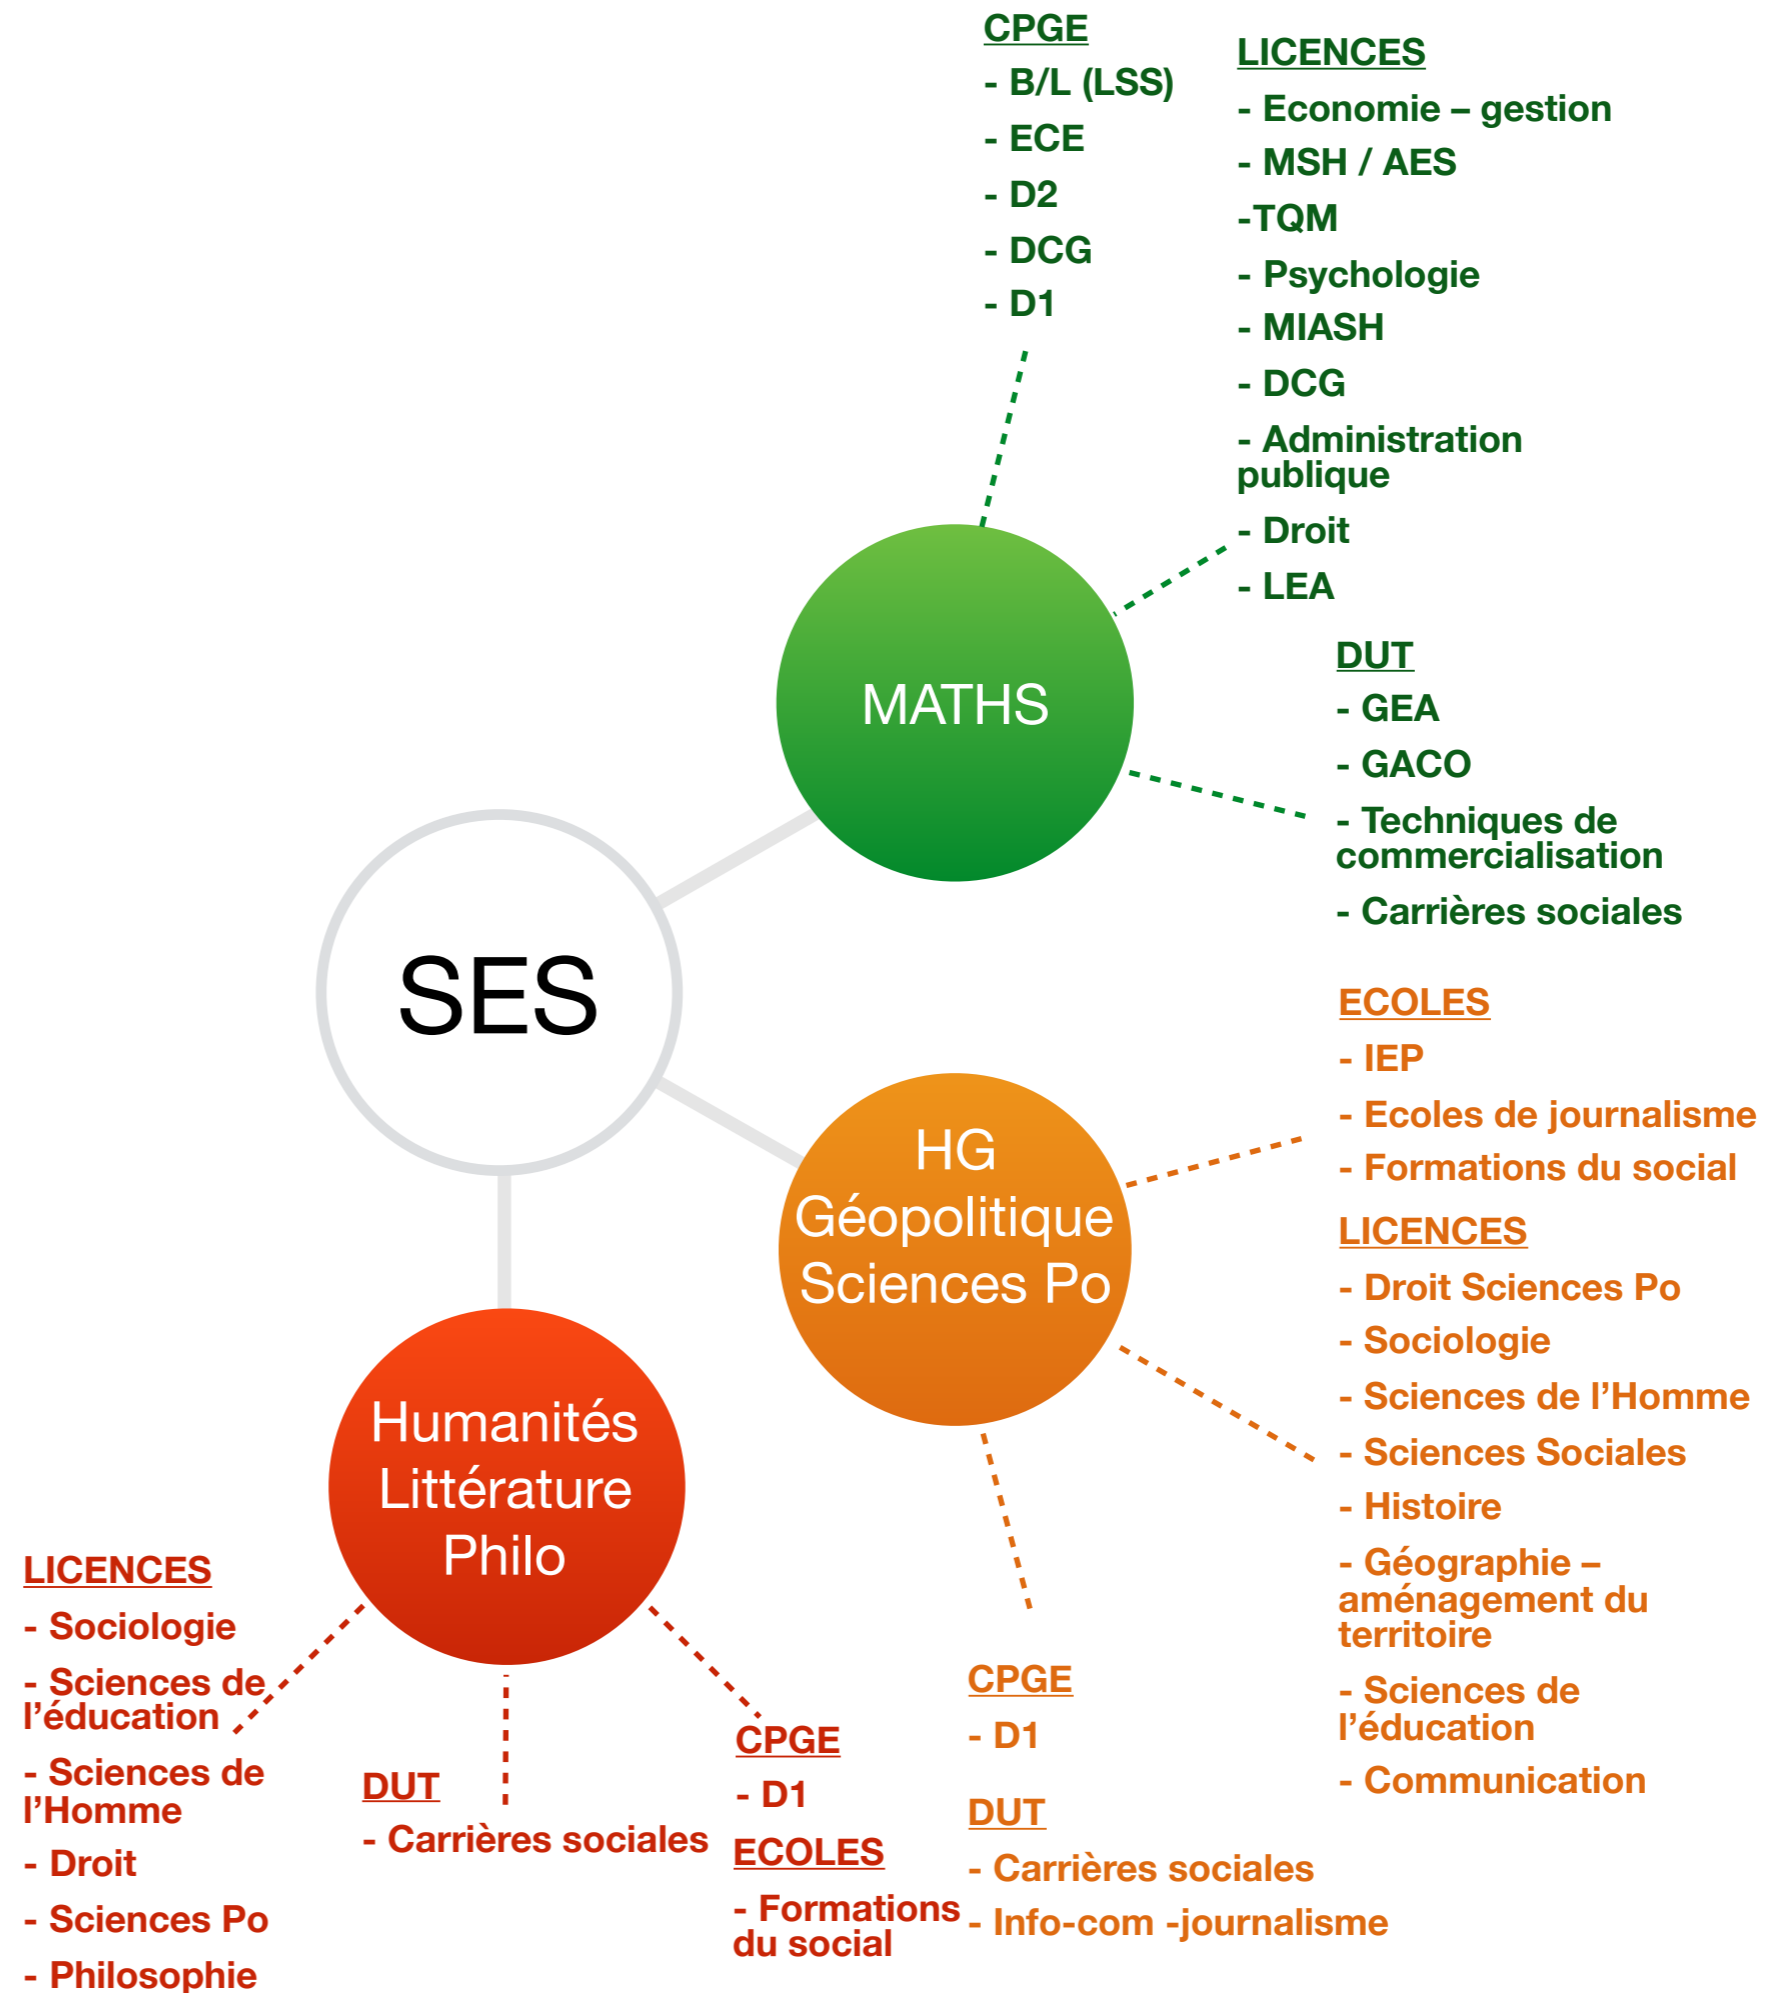 CPGE
- B/L (LSS)
- ECE
- D2
- DCG
- D1
LICENCES
- Economie – gestion
- MSH / AES
-TQM
- Psychologie
- MIASH
- DCG
- Administration
publique
- Droit
- LEA
MATHS
DUT
- GEA
- GACO
- Techniques de
commercialisation
- Carrières sociales
SES
ECOLES
- IEP
- Ecoles de journalisme
- Formations du social
HG
Géopolitique
Sciences Po
LICENCES
- Droit Sciences Po
- Sociologie
- Sciences de l’Homme
- Sciences Sociales
- Histoire
- Géographie –
aménagement du
territoire
- Sciences de
l’éducation
- Communication
Humanités
Littérature
Philo
LICENCES
- Sociologie
- Sciences de
l’éducation
- Sciences de
l’Homme
- Droit
- Sciences Po
- Philosophie
DUT
- Carrières sociales
CPGE
- D1
ECOLES
- Formations
du social
CPGE
- D1
DUT
- Carrières sociales
- Info-com -journalisme